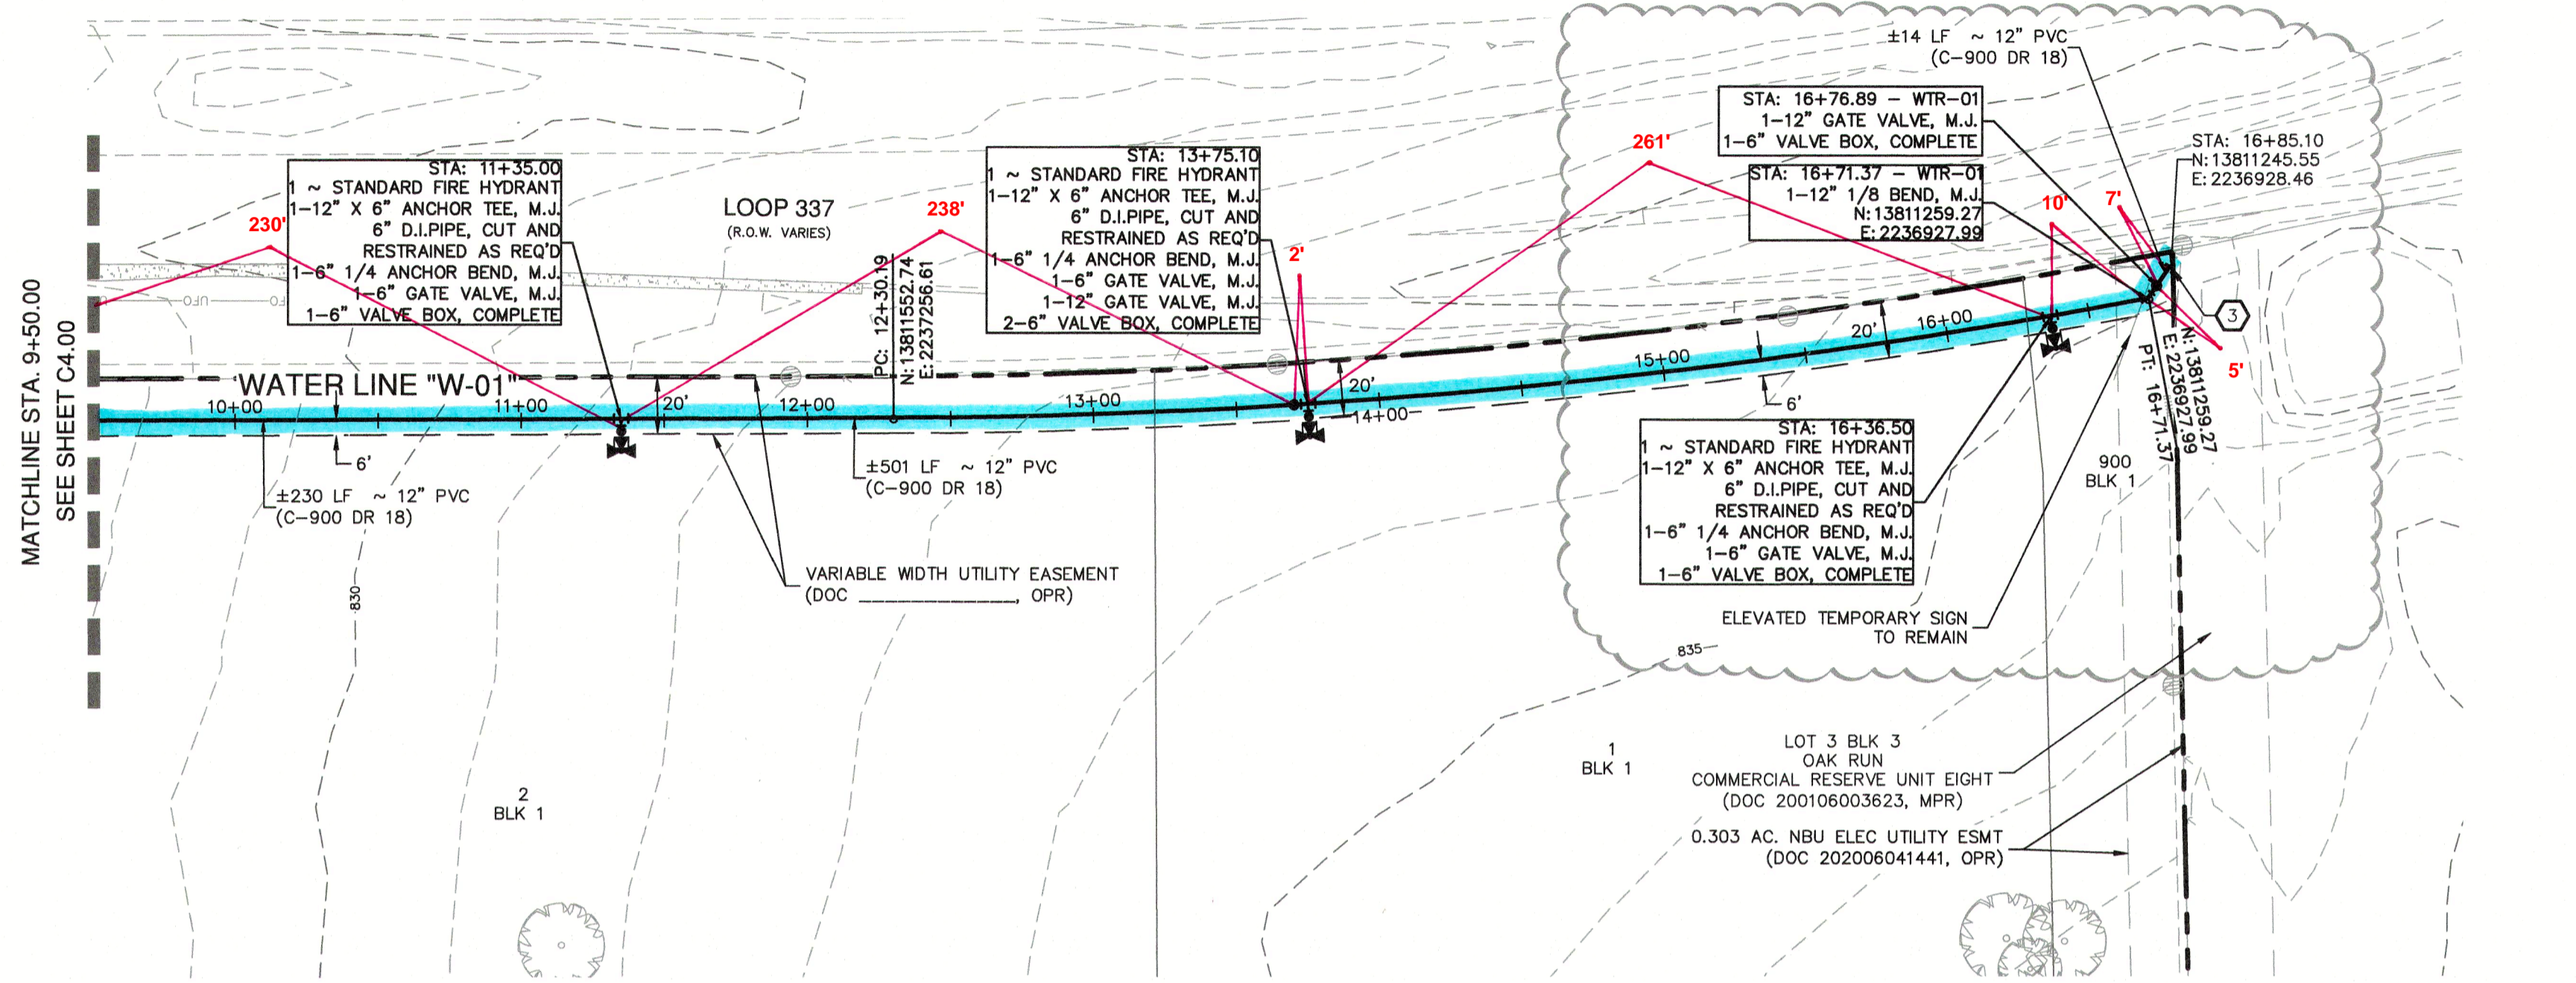 MATCHLINE STA. 9+50.00
SEE SHEET C4.00
230'
STA: 11+35.00
1 ~ STANDARD FIRE HYDRANT
1-12" X 6" ANCHOR TEE, M.J.
6" D.I.PIPE, CUT AND
RESTRAINED AS REQ'D
1-6" 1/4 ANCHOR BEND, M.J.
1-6" GATE VALVE, M.J.
1-6" VALVE BOX, COMPLETE
UFO
FO
LOOP 337
(R.O.W. VARIES)
238'
PC: 12+30.19
N:13811552.74
E:2237256.61
STA: 13+75.10
1 ~ STANDARD FIRE HYDRANT
1-12" X 6" ANCHOR TEE, M.J.
6" D.I.PIPE, CUT AND
RESTRAINED AS REQ'D
1-6" 1/4 ANCHOR BEND, M.J.
1-6" GATE VALVE, M.J.
1-12" GATE VALVE, M.J.
2-6" VALVE BOX, COMPLETE
2'
261'
±14 LF ~ 12" PVC
(C-900 DR 18)
STA: 16+76.89 - WTR-01
1-12" GATE VALVE, M.J.
1-6" VALVE BOX, COMPLETE
STA: 16+71.37 - WTR-01
1-12" 1/8 BEND, M.J.
N:13811259.27
E:2236927.99
10'
7'
STA: 16+85.10
N:13811245.55
E:2236928.46
3
5'
N:13811259.27
E:2236927.99
PT: 16+71.37
WATER LINE "W-01"
10+00
11+00
20'
12+00
13+00
20'
14+00
15+00
20'
16+00
6'
6'
±230 LF ~ 12" PVC
(C-900 DR 18)
±501 LF ~ 12" PVC
(C-900 DR 18)
830
VARIABLE WIDTH UTILITY EASEMENT
(DOC ________________, OPR)
STA: 16+36.50
1 ~ STANDARD FIRE HYDRANT
1-12" X 6" ANCHOR TEE, M.J.
6" D.I.PIPE, CUT AND
RESTRAINED AS REQ'D
1-6" 1/4 ANCHOR BEND, M.J.
1-6" GATE VALVE, M.J.
1-6" VALVE BOX, COMPLETE
900
BLK 1
ELEVATED TEMPORARY SIGN
TO REMAIN
835
2
BLK 1
1
BLK 1
LOT 3 BLK 3
OAK RUN
COMMERCIAL RESERVE UNIT EIGHT
(DOC 200106003623, MPR)
0.303 AC. NBU ELEC UTILITY ESMT
(DOC 202006041441, OPR)